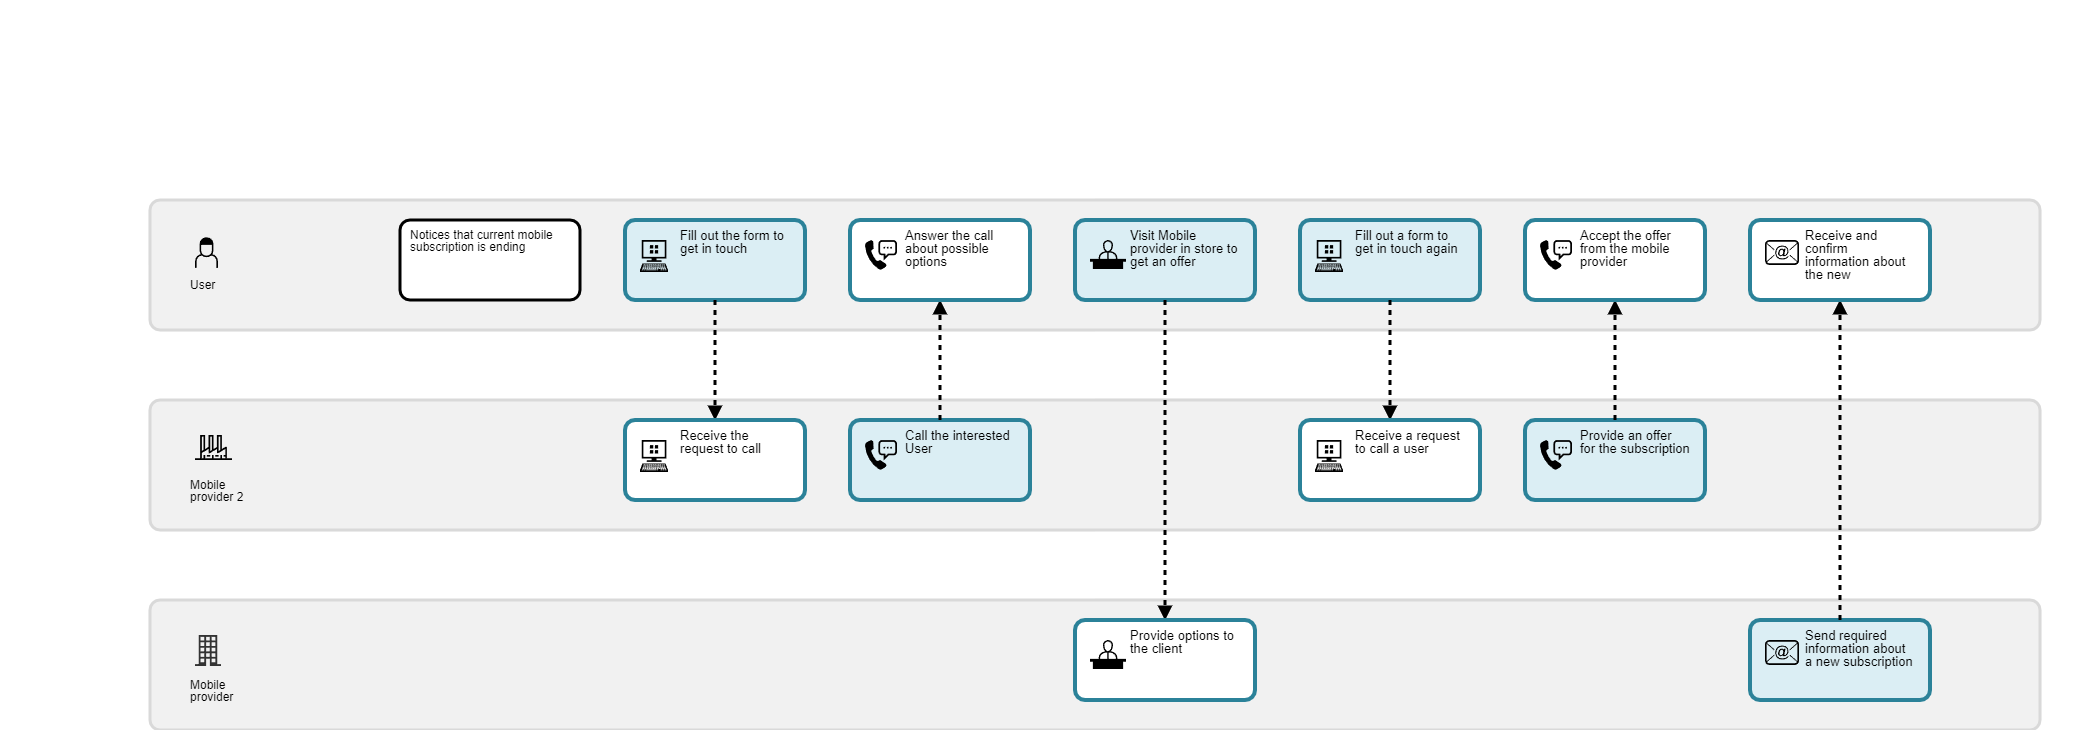 User
Notices that current mobile
subscription is ending
Fill out the form to
get in touch
Answer the call
about possible
options
Visit Mobile
provider in store to
get an offer
Fill out a form to
get in touch again
Accept the offer
from the mobile
provider
Receive and
confirm
information about
the new
Mobile
provider 2
Receive the
request to call
Call the interested
User
Receive a request
to call a user
Provide an offer
for the subscription
Mobile
provider
Provide options to
the client
Send required
information about
a new subscription